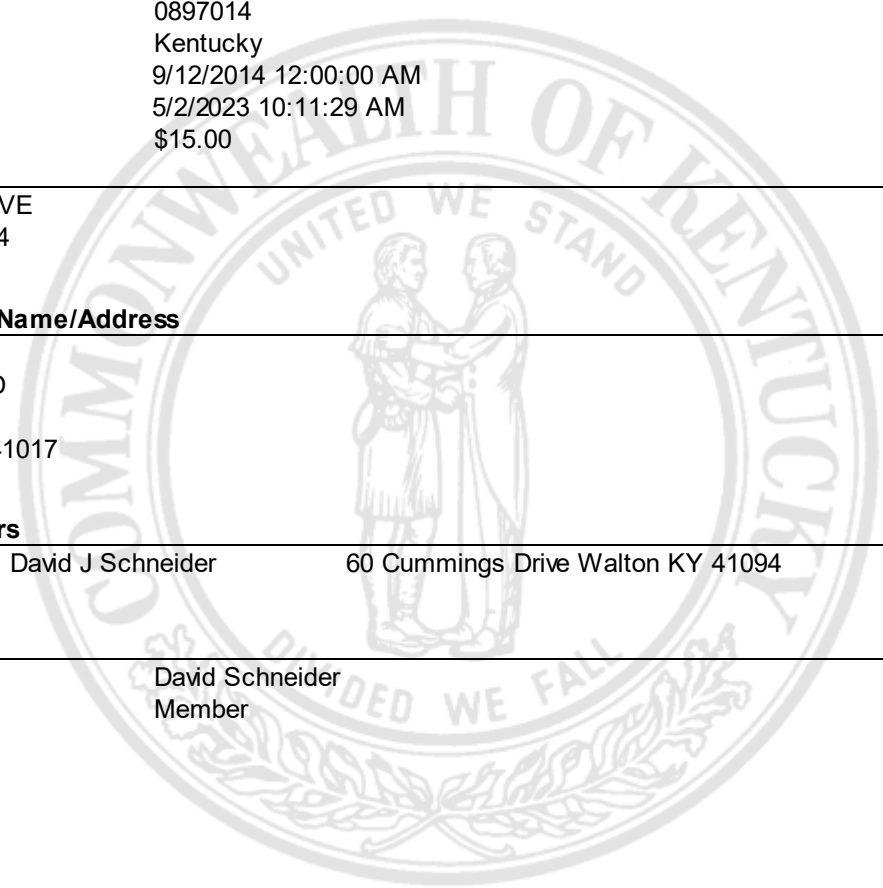 0897014
Kentucky
9/12/2014 12:00:00 AM
5/2/2023 10:11:29 AM
$15.00
VE
4
Name/Address
D
41017
rs
David J Schneider 60 Cummings Drive Walton KY 41094
David Schneider
Member
COMMONWEALTH OF KENTUCKY
UNITED WE STAND
DIVIDED WE FALL